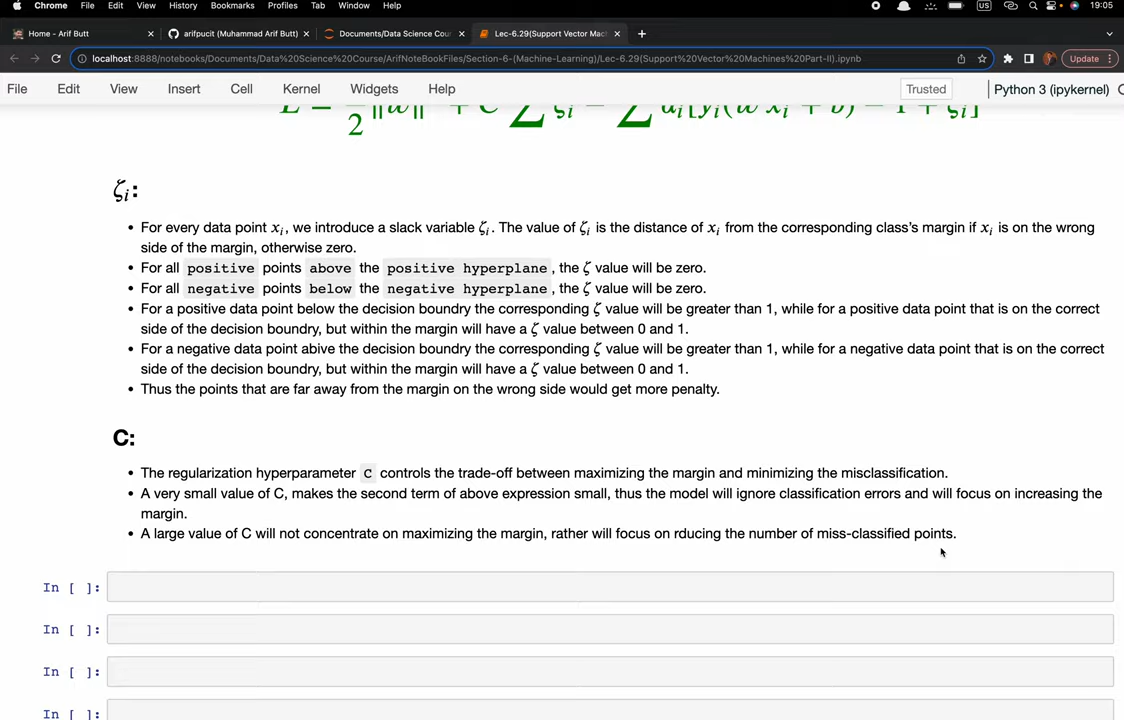 Chrome File Edit View History Bookmarks Profiles Tab Window Help US 19:05
Home - Arif Butt arifpucit (Muhammad Arif Butt) Documents/Data Science Cou Lec-6.29(Support Vector Mac
localhost:8888/notebooks/Documents/Data%20Science%20Course/ArifNoteBookFiles/Section-6-(Machine-Learning)/Lec-6.29(Support%20Vector%20Machines%20Part-II).ipynb Update
File Edit View Insert Cell Kernel Widgets Help Trusted Python 3 (ipykernel)
ζi:
• For every data point xi, we introduce a slack variable ζi. The value of ζi is the distance of xi from the corresponding class's margin if xi is on the wrong
side of the margin, otherwise zero.
• For all positive points above the positive hyperplane, the ζ value will be zero.
• For all negative points below the negative hyperplane, the ζ value will be zero.
• For a positive data point below the decision boundry the corresponding ζ value will be greater than 1, while for a positive data point that is on the correct
side of the decision boundry, but within the margin will have a ζ value between 0 and 1.
• For a negative data point abive the decision boundry the corresponding ζ value will be greater than 1, while for a negative data point that is on the correct
side of the decision boundry, but within the margin will have a ζ value between 0 and 1.
• Thus the points that are far away from the margin on the wrong side would get more penalty.
C:
• The regularization hyperparameter C controls the trade-off between maximizing the margin and minimizing the misclassification.
• A very small value of C, makes the second term of above expression small, thus the model will ignore classification errors and will focus on increasing the
margin.
• A large value of C will not concentrate on maximizing the margin, rather will focus on rducing the number of miss-classified points.
In [ ]:
In [ ]:
In [ ]:
In [ ]: